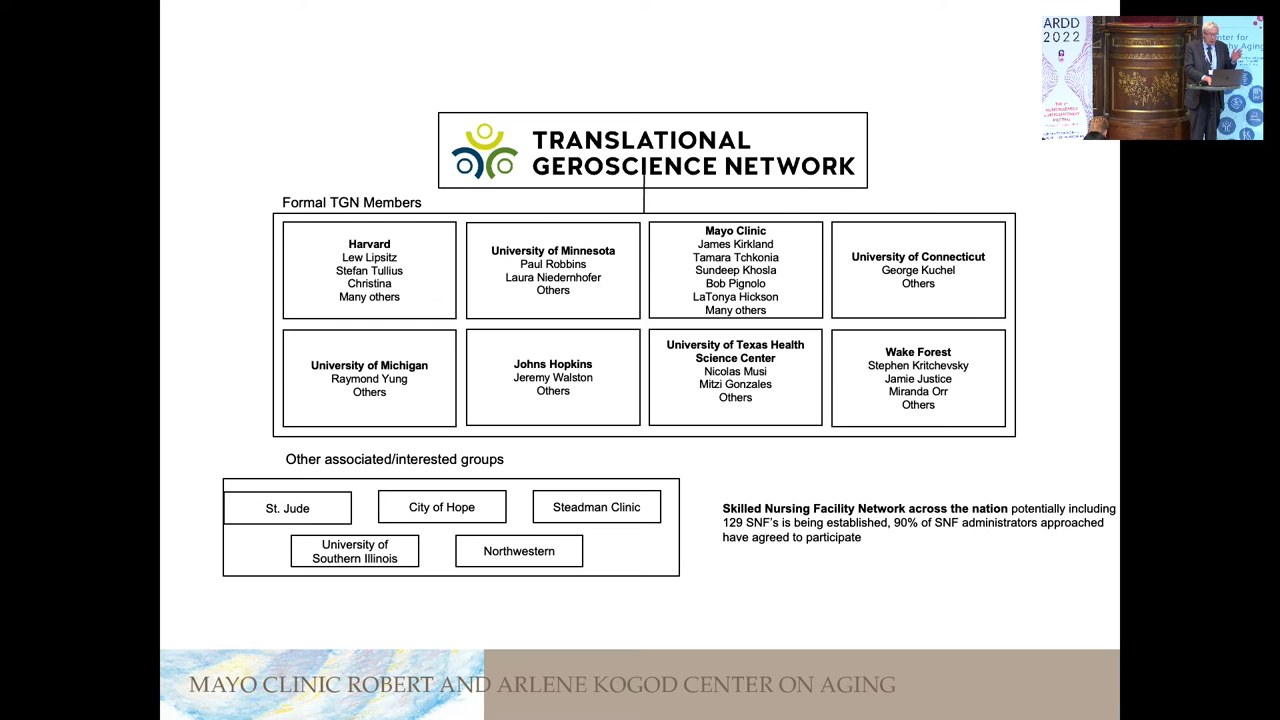 ARDD
2022
Center for
Healthy Aging
TRANSLATIONAL
GEROSCIENCE NETWORK
Formal TGN Members
Harvard
Lew Lipsitz
Stefan Tullius
Christina
Many others
University of Minnesota
Paul Robbins
Laura Niedernhofer
Others
Mayo Clinic
James Kirkland
Tamara Tchkonia
Sundeep Khosla
Bob Pignolo
LaTonya Hickson
Many others
University of Connecticut
George Kuchel
Others
University of Michigan
Raymond Yung
Others
Johns Hopkins
Jeremy Walston
Others
University of Texas Health
Science Center
Nicolas Musi
Mitzi Gonzales
Others
Wake Forest
Stephen Kritchevsky
Jamie Justice
Miranda Orr
Others
Other associated/interested groups
St. Jude
City of Hope
Steadman Clinic
University of
Southern Illinois
Northwestern
Skilled Nursing Facility Network across the nation potentially including
129 SNF's is being established, 90% of SNF administrators approached
have agreed to participate
MAYO CLINIC ROBERT AND ARLENE KOGOD CENTER ON AGING